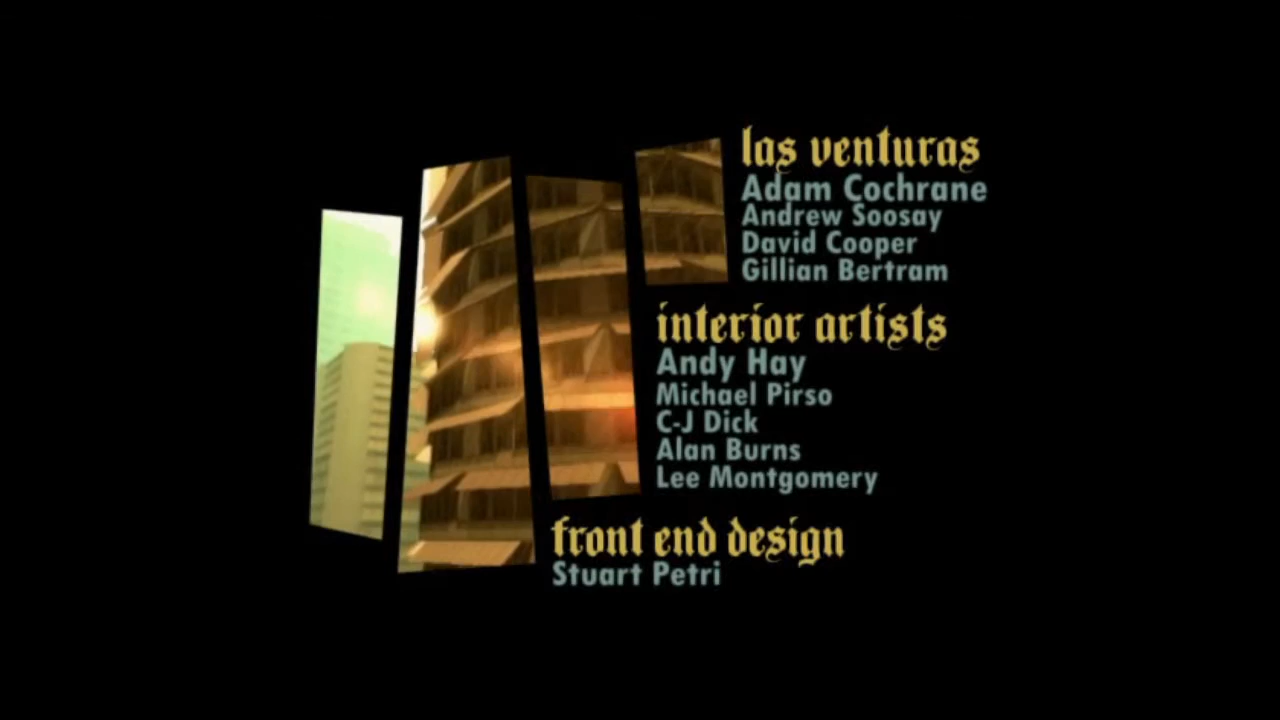 las venturas
Adam Cochrane
Andrew Soosay
David Cooper
Gillian Bertram
interior artists
Andy Hay
Michael Pirso
C-J Dick
Alan Burns
Lee Montgomery
front end design
Stuart Petri